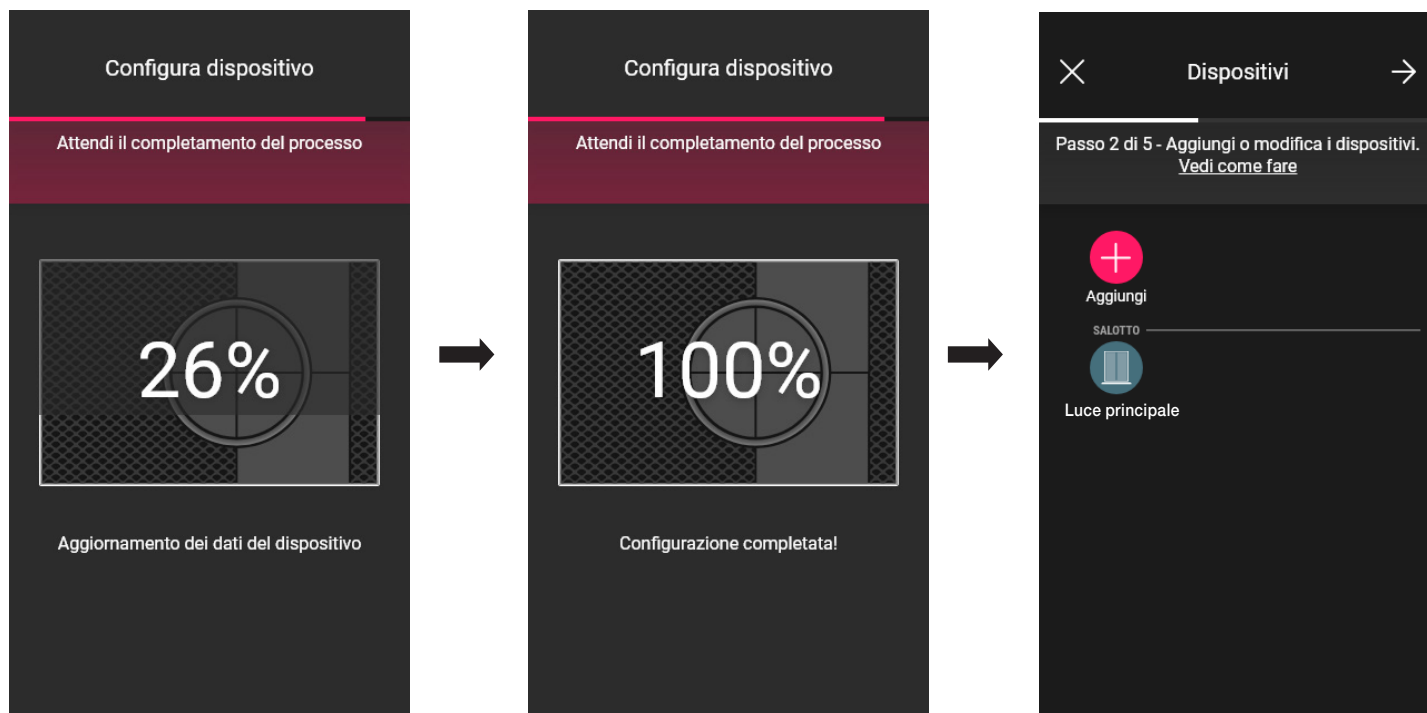 Configura dispositivo
Attendi il completamento del processo
26%
Aggiornamento dei dati del dispositivo
Configura dispositivo
Attendi il completamento del processo
100%
Configurazione completata!
Dispositivi
Passo 2 di 5 - Aggiungi o modifica i dispositivi.
Vedi come fare
Aggiungi
SALOTTO
Luce principale